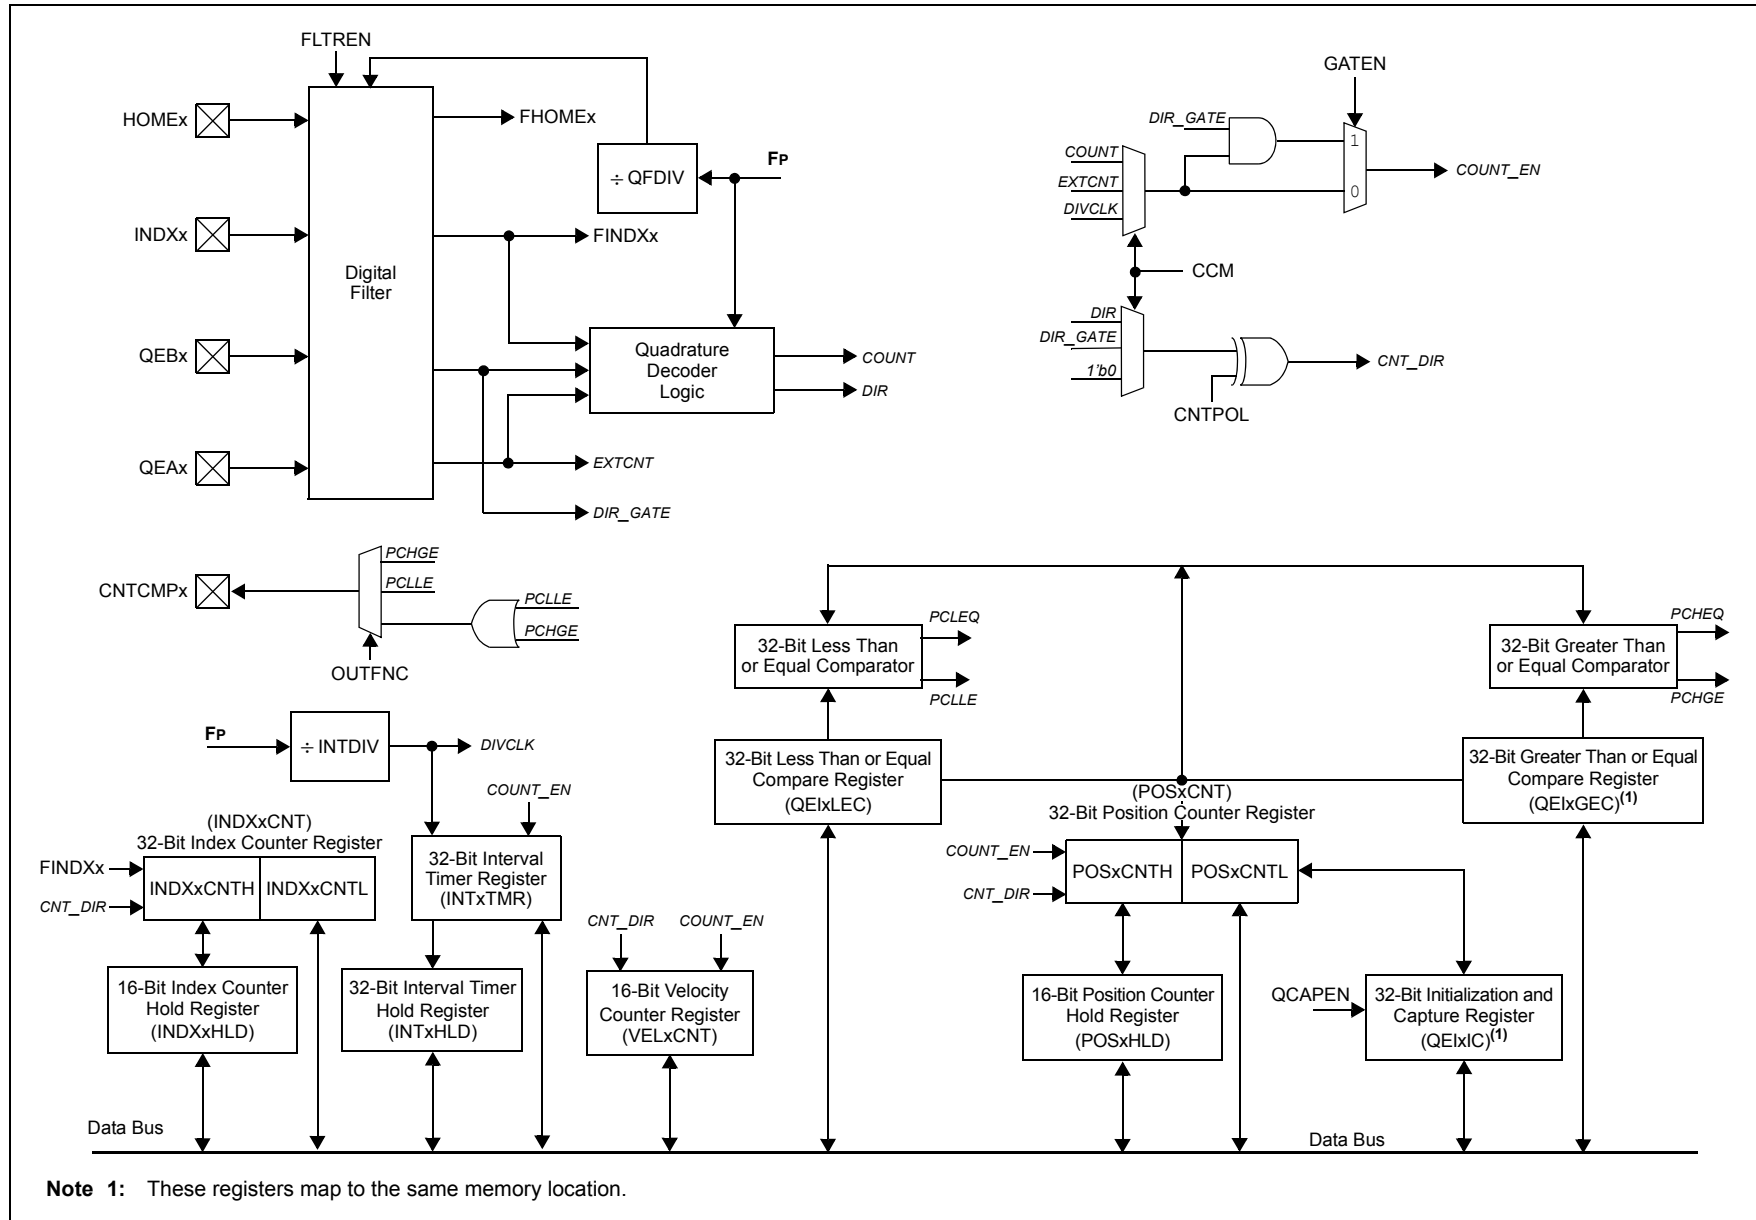 FLTREN
HOMEx
FHOMEx
÷ QFDIV
FP
INDXx
FINDXx
Digital
Filter
QEBx
Quadrature
Decoder
Logic
COUNT
DIR
QEAx
EXTCNT
DIR_GATE
GATEN
DIR_GATE
1
COUNT
EXTCNT
DIVCLK
0
COUNT_EN
CCM
DIR
DIR_GATE
1'b0
CNT_DIR
CNTPOL
CNTCMPx
PCHGE
PCLLE
PCLLE
PCHGE
OUTFNC
32-Bit Less Than
or Equal Comparator
PCLEQ
PCLLE
32-Bit Greater Than
or Equal Comparator
PCHEQ
PCHGE
FP
÷ INTDIV
DIVCLK
COUNT_EN
32-Bit Less Than or Equal
Compare Register
(QEIxLEC)
32-Bit Greater Than or Equal
Compare Register
(QEIxGEC)(1)
(POSxCNT)
32-Bit Position Counter Register
(INDXxCNT)
32-Bit Index Counter Register
FINDXx
CNT_DIR
INDXxCNTH
INDXxCNTL
32-Bit Interval
Timer Register
(INTxTMR)
COUNT_EN
CNT_DIR
POSxCNTH
POSxCNTL
CNT_DIR
COUNT_EN
16-Bit Index Counter
Hold Register
(INDXxHLD)
32-Bit Interval Timer
Hold Register
(INTxHLD)
16-Bit Velocity
Counter Register
(VELxCNT)
16-Bit Position Counter
Hold Register
(POSxHLD)
QCAPEN
32-Bit Initialization and
Capture Register
(QEIxIC)(1)
Data Bus
Data Bus
Note 1: These registers map to the same memory location.